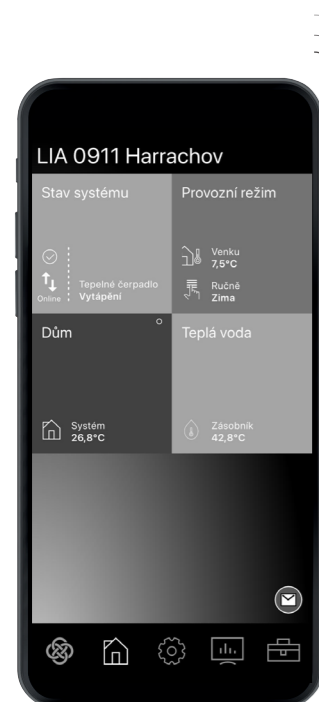 LIA 0911 Harrachov
Stav systému
Provozní režim
Online
Tepelné čerpadlo
Vytápění
Venku
7,5°C
Ručně
Zima
Dům
Teplá voda
Systém
26,8°C
Zásobník
42,8°C